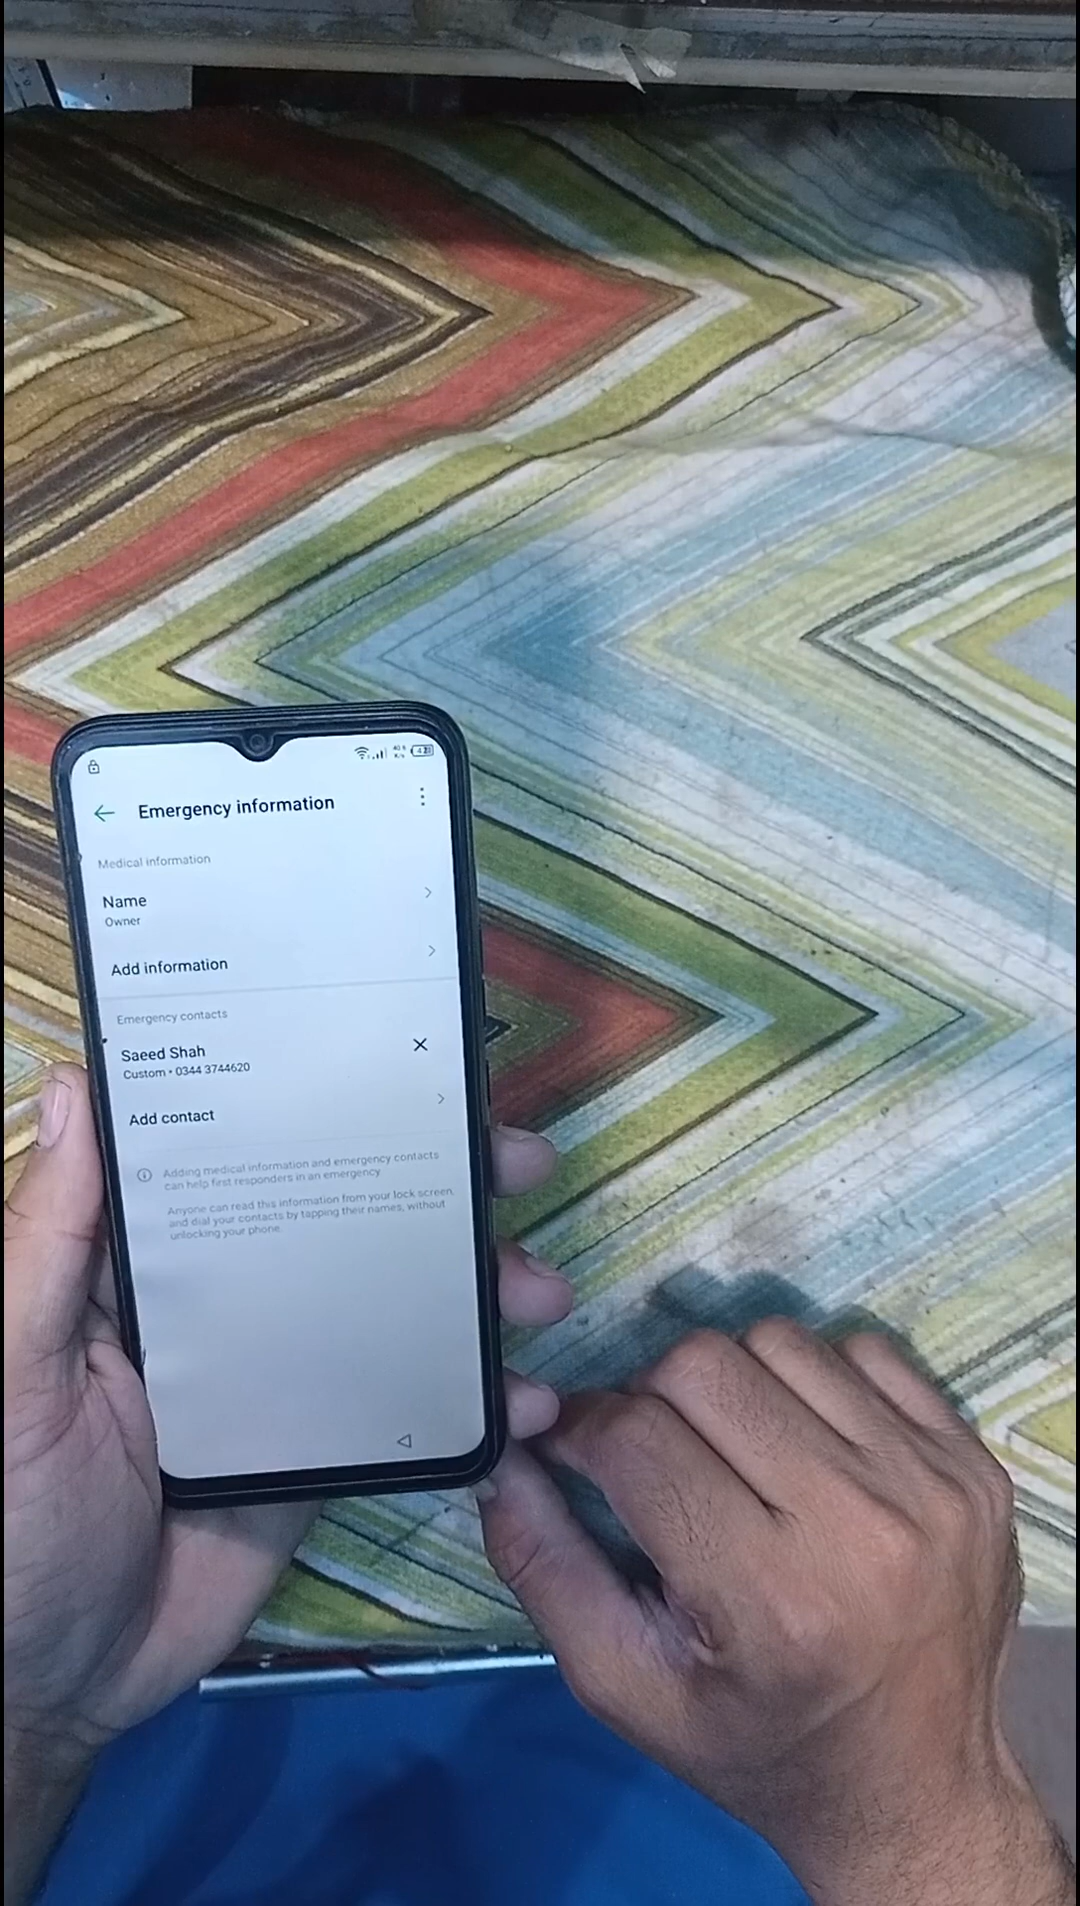 Emergency information
Medical information
Name
Owner
Add information
Emergency contacts
Saeed Shah
Custom • 0344 3744620
Add contact
Adding medical information and emergency contacts
can help first responders in an emergency
Anyone can read this information from your lock screen,
and dial your contacts by tapping their names, without
unlocking your phone.